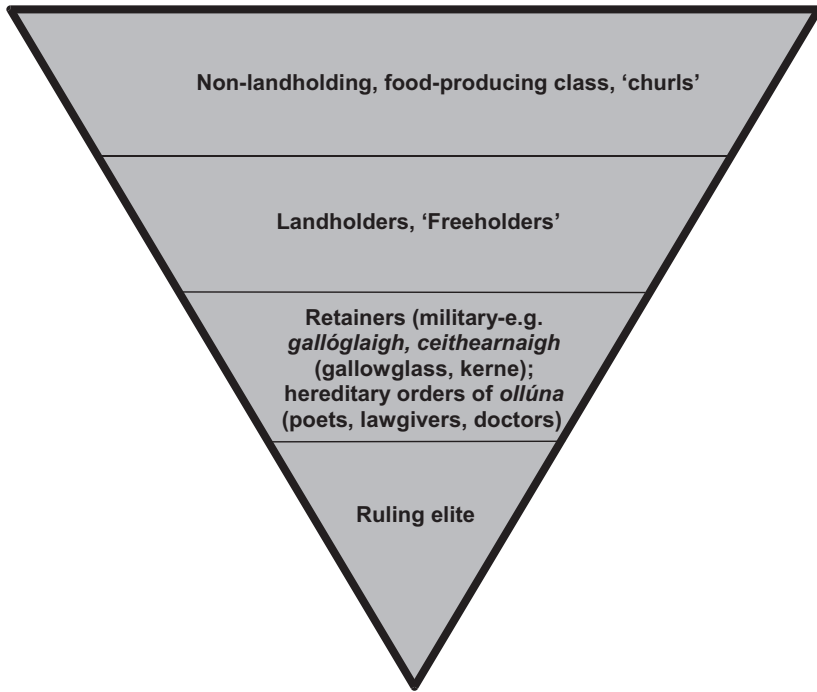 Non-landholding, food-producing class, ‘churls’
Landholders, ‘Freeholders’
Retainers (military-e.g.
gallóglaigh, ceithearnaigh
(gallowglass, kerne);
hereditary orders of ollúna
(poets, lawgivers, doctors)
Ruling elite